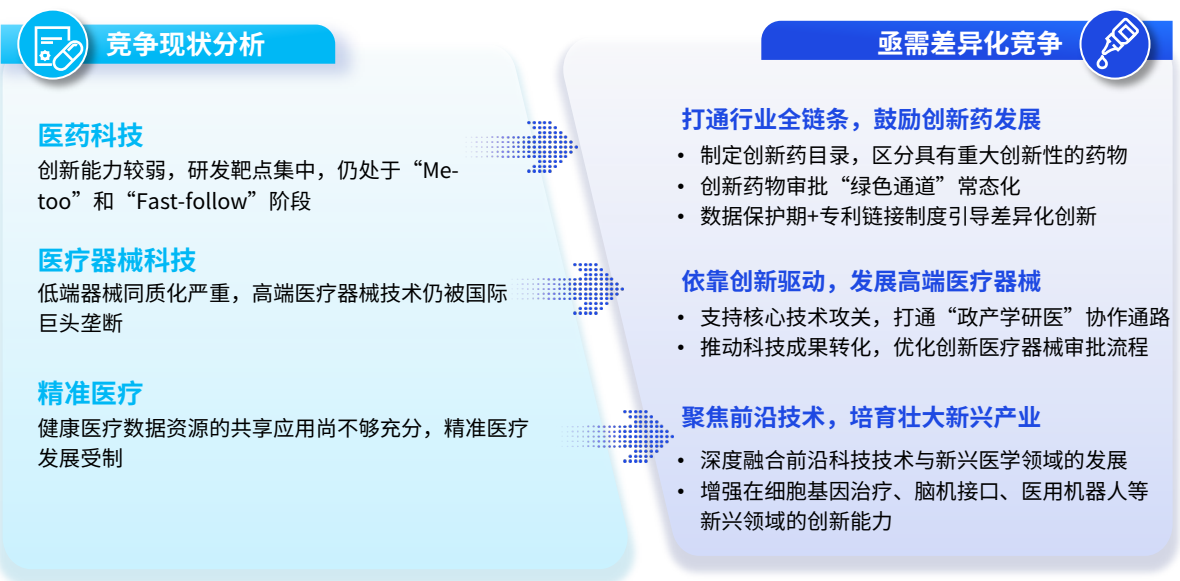 竞争现状分析
医药科技
创新能力较弱，研发靶点集中，仍处于“Me-
too”和“Fast-follow”阶段
医疗器械科技
低端器械同质化严重，高端医疗器械技术仍被国际
巨头垄断
精准医疗
健康医疗数据资源的共享应用尚不够充分，精准医疗
发展受制
亟需差异化竞争
打通行业全链条，鼓励创新药发展
• 制定创新药目录，区分具有重大创新性的药物
• 创新药物审批“绿色通道”常态化
• 数据保护期+专利链接制度引导差异化创新
依靠创新驱动，发展高端医疗器械
• 支持核心技术攻关，打通“政产学研医”协作通路
• 推动科技成果转化，优化创新医疗器械审批流程
聚焦前沿技术，培育壮大新兴产业
• 深度融合前沿科技技术与新兴医学领域的发展
• 增强在细胞基因治疗、脑机接口、医用机器人等
新兴领域的创新能力